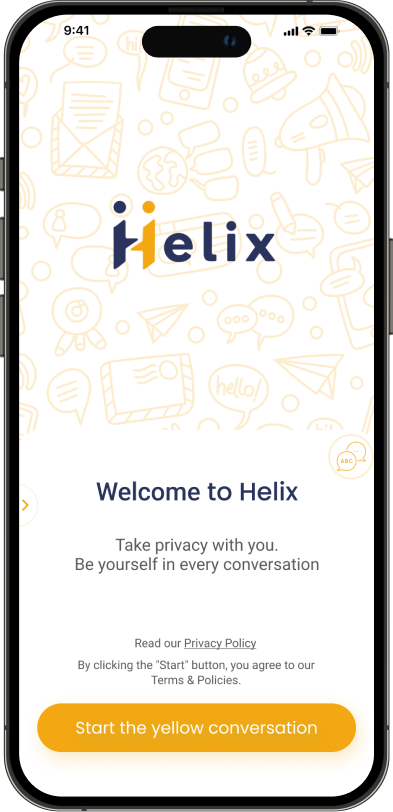 9:41
hi
hello!
Helix
ABC
Welcome to Helix
Take privacy with you.
Be yourself in every conversation
Read our Privacy Policy
By clicking the "Start" button, you agree to our
Terms & Policies.
Start the yellow conversation